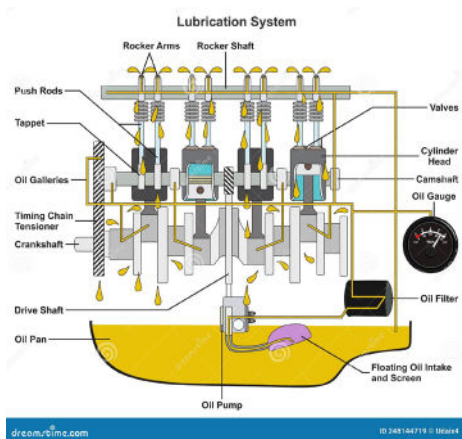 Lubrication System
Rocker Arms
Rocker Shaft
Push Rods
Valves
Tappet
Cylinder
Head
Oil Galleries
Camshaft
Oil Gauge
Timing Chain
Tensioner
Crankshaft
Oil Filter
Drive Shaft
Oil Pan
Floating Oil Intake
and Screen
Oil Pump
dreamstime.com
ID 248144719 © Udaix4